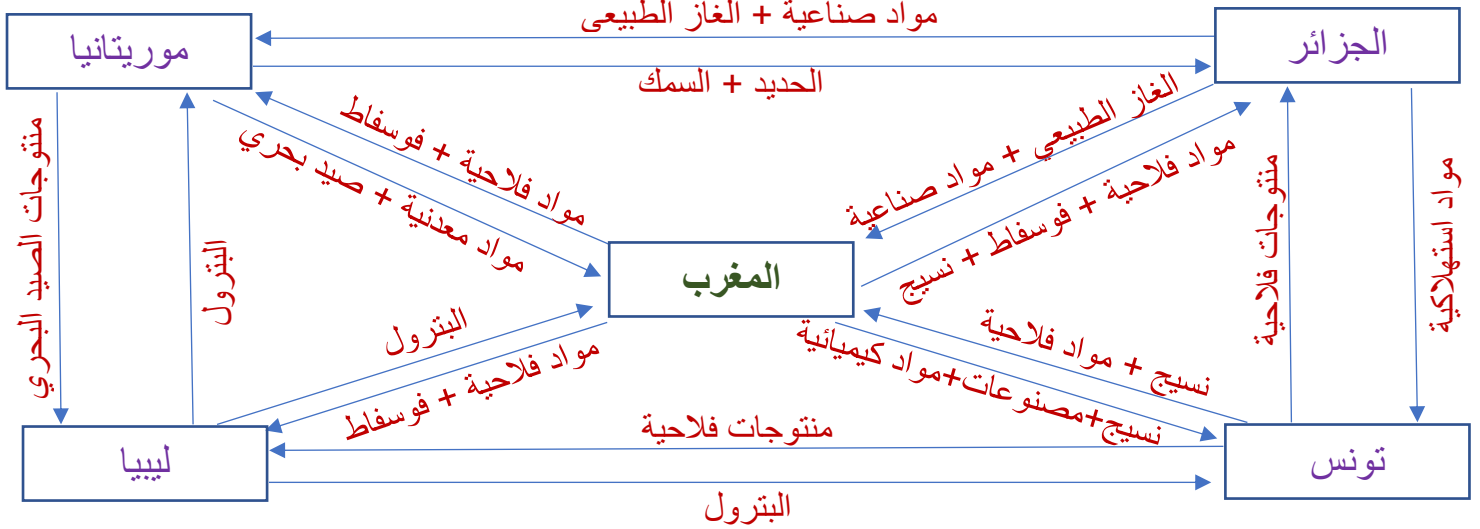 مواد صناعية + الغاز الطبيعى
موريتانيا
الجزائر
الحديد + السمك
مواد فلاحية + فوسفاط
مواد معدنية + صيد بحري
الغاز الطبيعي + مواد صناعية
مواد فلاحية + فوسفاط + نسيج
منتوجات الصيد البحري
البترول
منتوجات فلاحية
مواد استهلاكية
المغرب
البترول
مواد فلاحية + فوسفاط
نسيج + مواد فلاحية
نسيج+مصنوعات+مواد كيميائية
منتوجات فلاحية
ليبيا
تونس
البترول